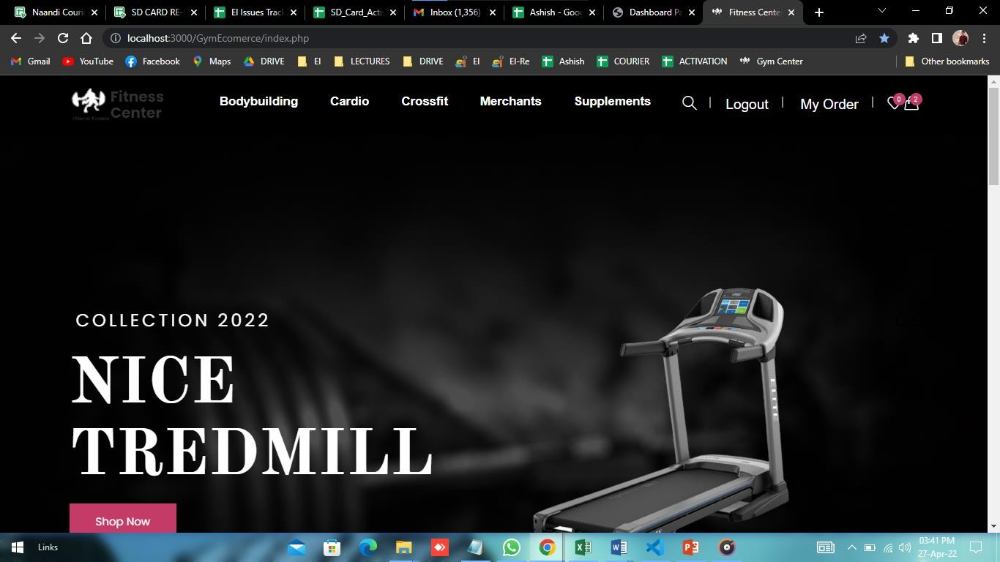 Naandi Couri
SD CARD RE-
EI Issues Trac
SD_Card_Acti
Inbox (1,356)
Ashish - Goog
Dashboard Pa
Fitness Cente
localhost:3000/GymEcomerce/index.php
Gmail
YouTube
Facebook
Maps
DRIVE
EI
LECTURES
DRIVE
EI
EI-Re
Ashish
COURIER
ACTIVATION
Gym Center
Other bookmarks
Fitness
Center
Bodybuilding
Cardio
Crossfit
Merchants
Supplements
Logout
My Order
0
2
COLLECTION 2022
NICE
TREDMILL
Shop Now
ELITE
Links
03:41 PM
27-Apr-22